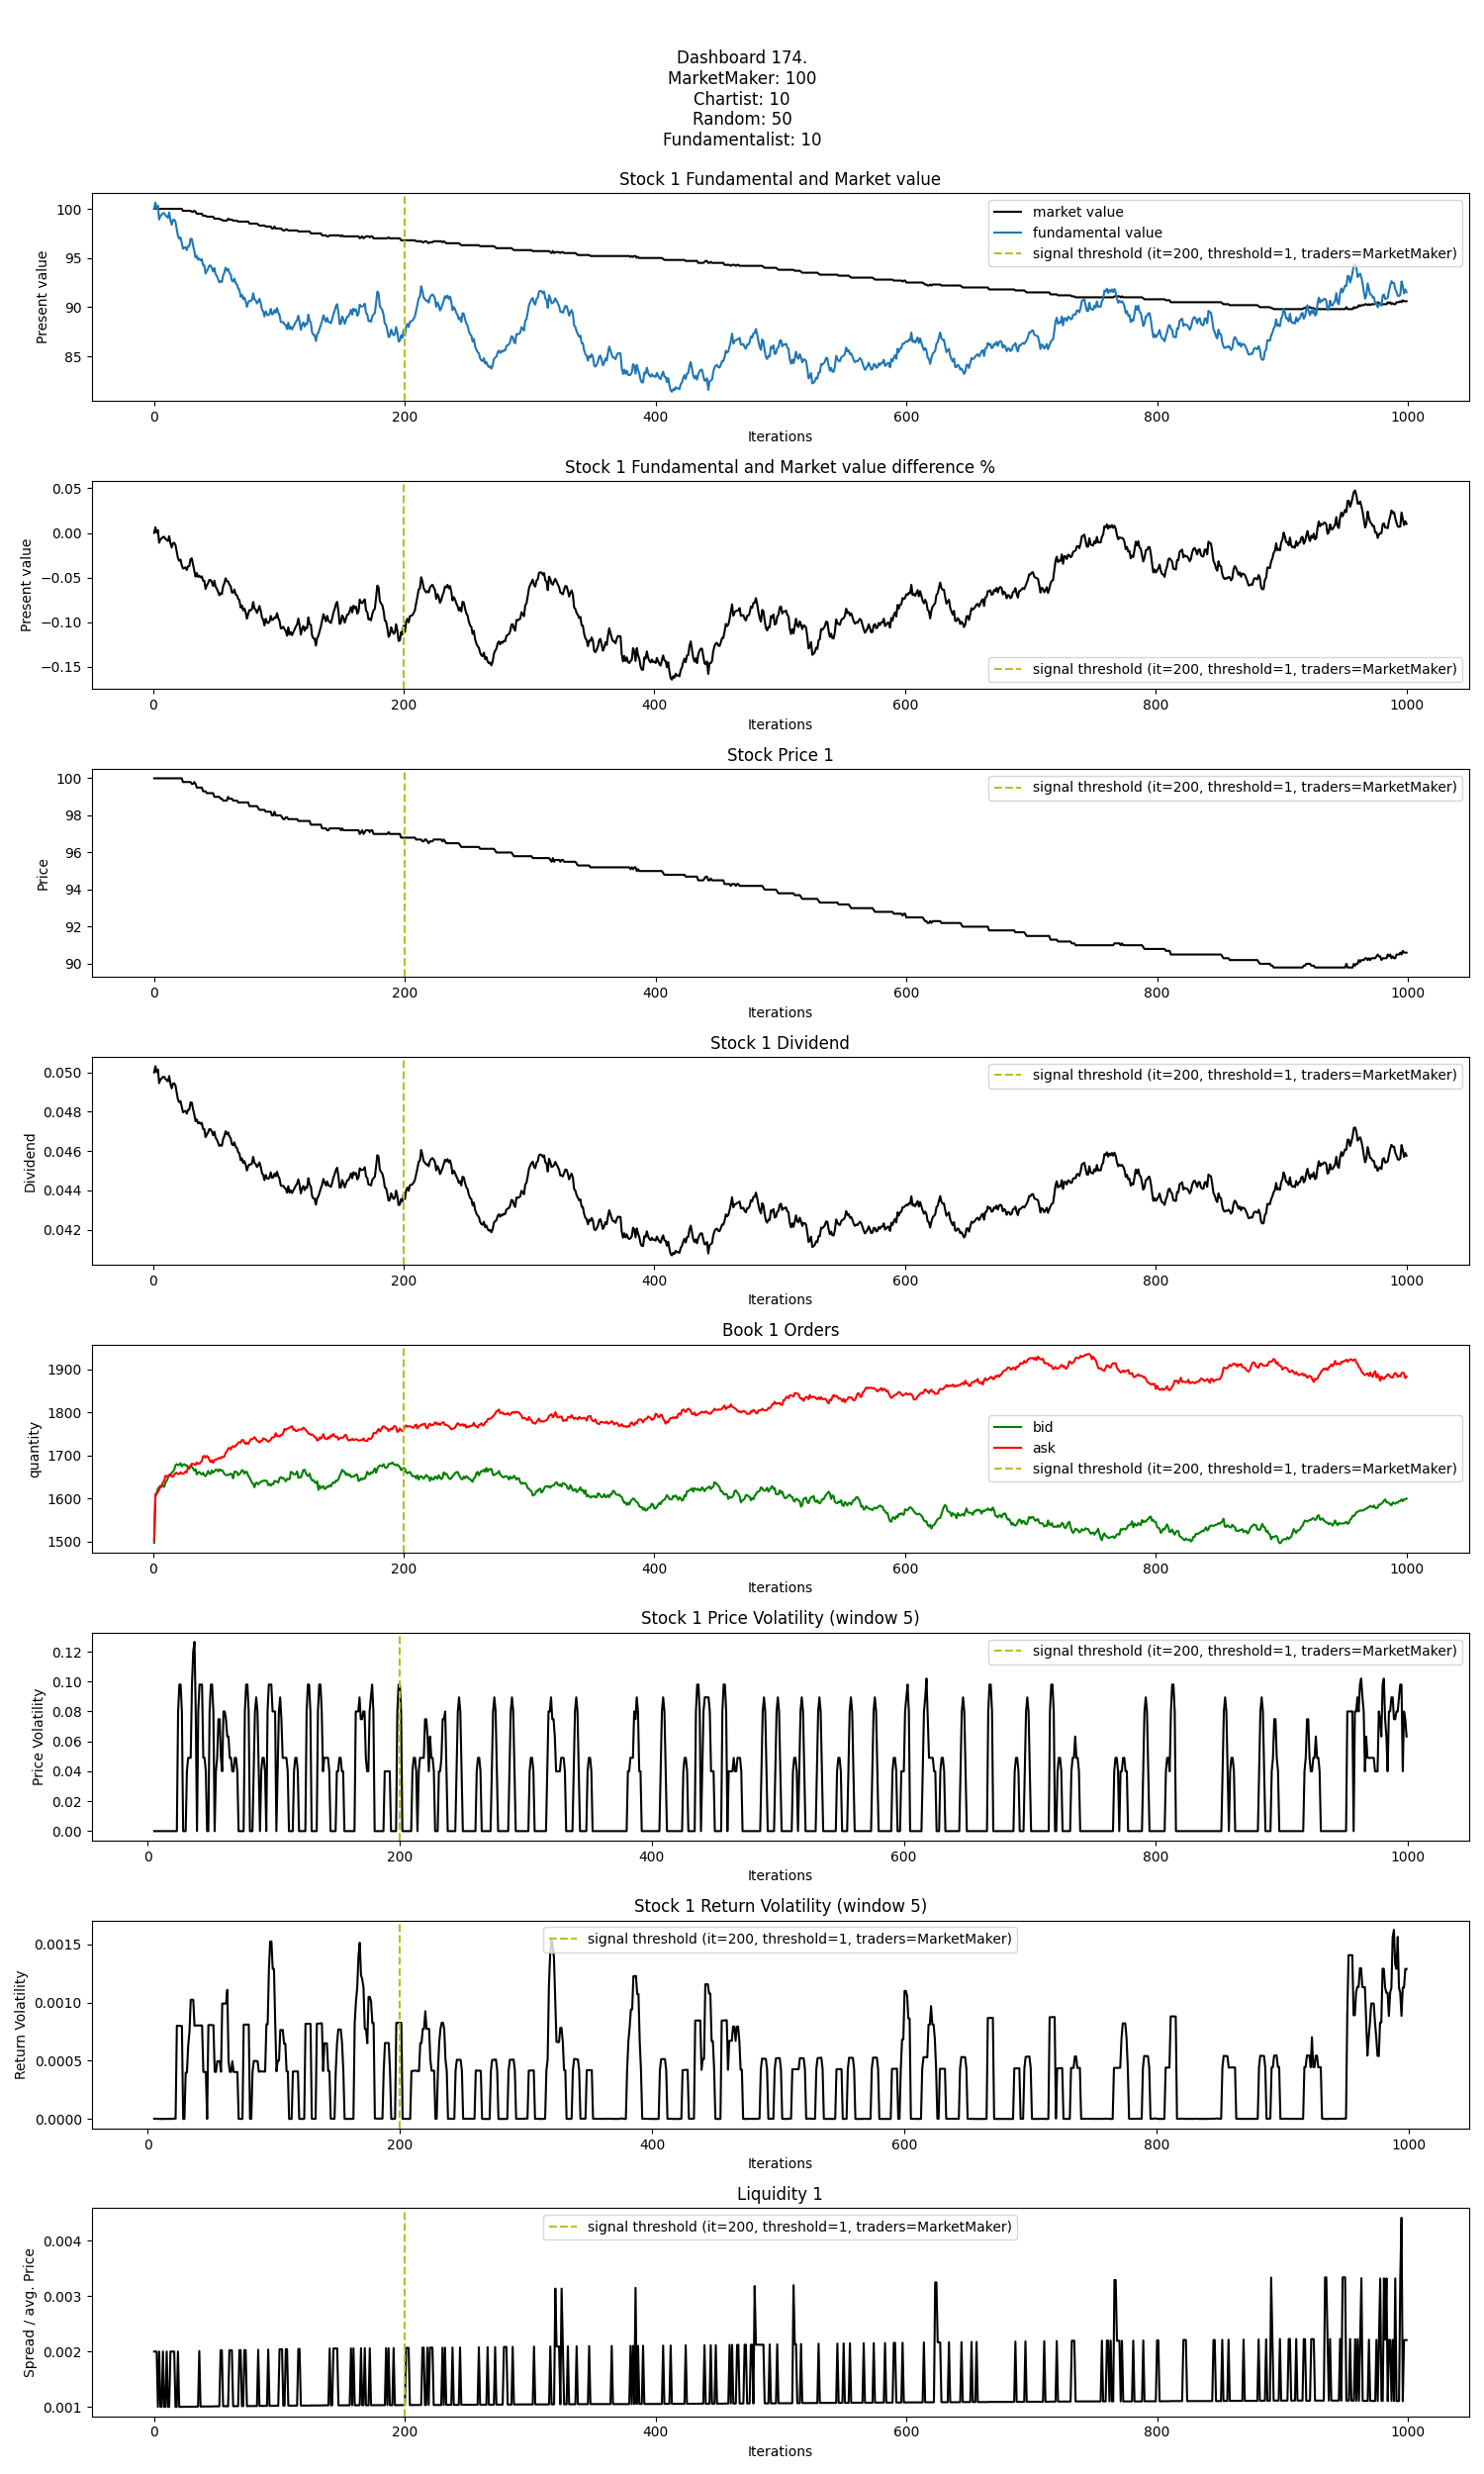 Dashboard 174.
MarketMaker: 100
Chartist: 10
Random: 50
Fundamentalist: 10
Stock 1 Fundamental and Market value
Present value
100
95
90
85
market value
fundamental value
signal threshold (it=200, threshold=1, traders=MarketMaker)
0 200 400 600 800 1000
Iterations
Stock 1 Fundamental and Market value difference %
Present value
0.05
0.00
−0.05
−0.10
−0.15
signal threshold (it=200, threshold=1, traders=MarketMaker)
0 200 400 600 800 1000
Iterations
Stock Price 1
Price
100
98
96
94
92
90
signal threshold (it=200, threshold=1, traders=MarketMaker)
0 200 400 600 800 1000
Iterations
Stock 1 Dividend
Dividend
0.050
0.048
0.046
0.044
0.042
signal threshold (it=200, threshold=1, traders=MarketMaker)
0 200 400 600 800 1000
Iterations
Book 1 Orders
quantity
1900
1800
1700
1600
1500
bid
ask
signal threshold (it=200, threshold=1, traders=MarketMaker)
0 200 400 600 800 1000
Iterations
Stock 1 Price Volatility (window 5)
Price Volatility
0.12
0.10
0.08
0.06
0.04
0.02
0.00
signal threshold (it=200, threshold=1, traders=MarketMaker)
0 200 400 600 800 1000
Iterations
Stock 1 Return Volatility (window 5)
Return Volatility
0.0015
0.0010
0.0005
0.0000
signal threshold (it=200, threshold=1, traders=MarketMaker)
0 200 400 600 800 1000
Iterations
Liquidity 1
Spread / avg. Price
0.004
0.003
0.002
0.001
signal threshold (it=200, threshold=1, traders=MarketMaker)
0 200 400 600 800 1000
Iterations